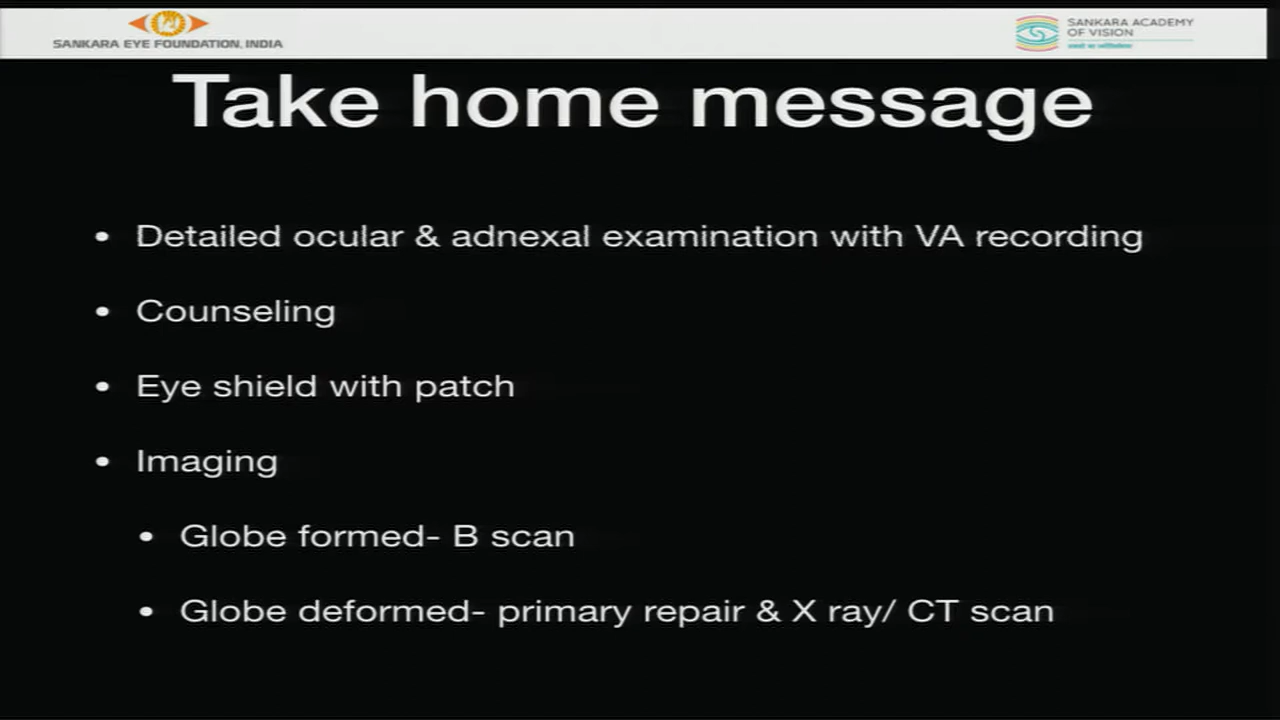 SANKARA EYE FOUNDATION, INDIA
SANKARA ACADEMY
OF VISION
Take home message
• Detailed ocular & adnexal examination with VA recording
• Counseling
• Eye shield with patch
• Imaging
• Globe formed- B scan
• Globe deformed- primary repair & X ray/ CT scan